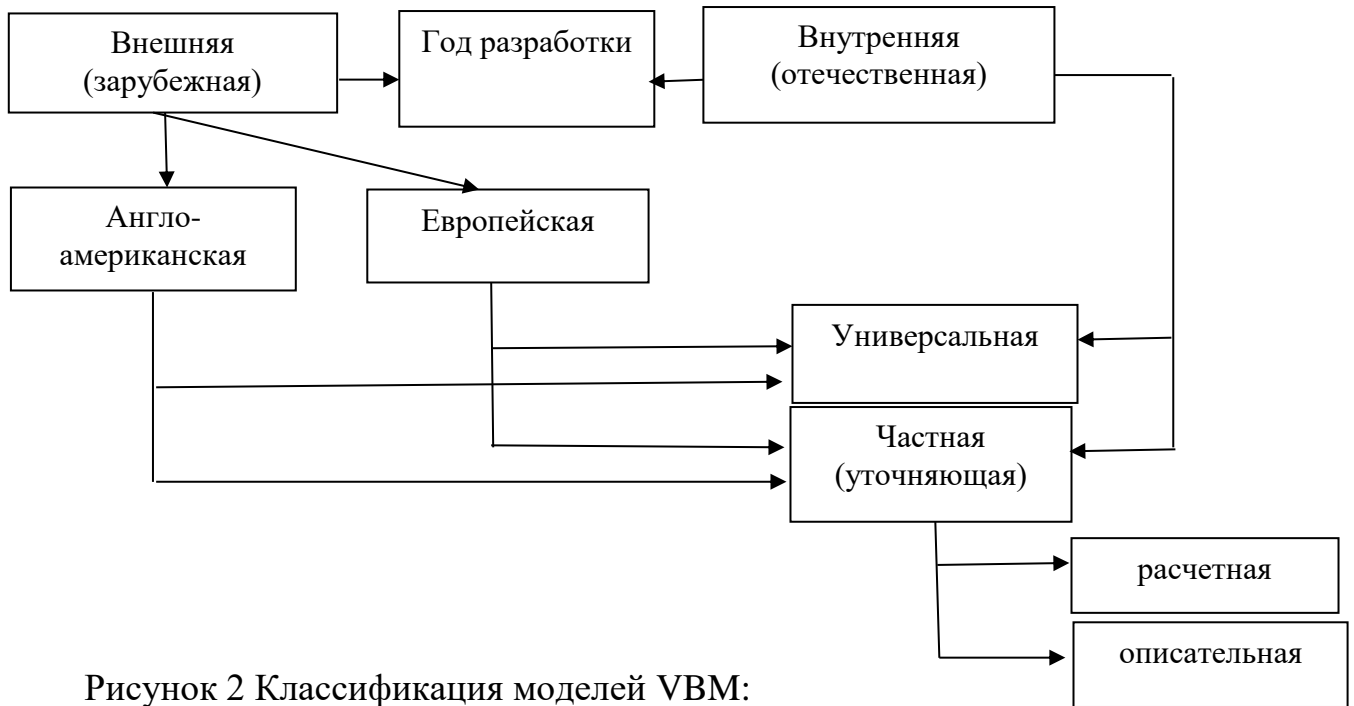 Внешняя
(зарубежная)
Год разработки
Внутренняя
(отечественная)
Англо-
американская
Европейская
Универсальная
Частная
(уточняющая)
расчетная
описательная
Рисунок 2 Классификация моделей VBM: